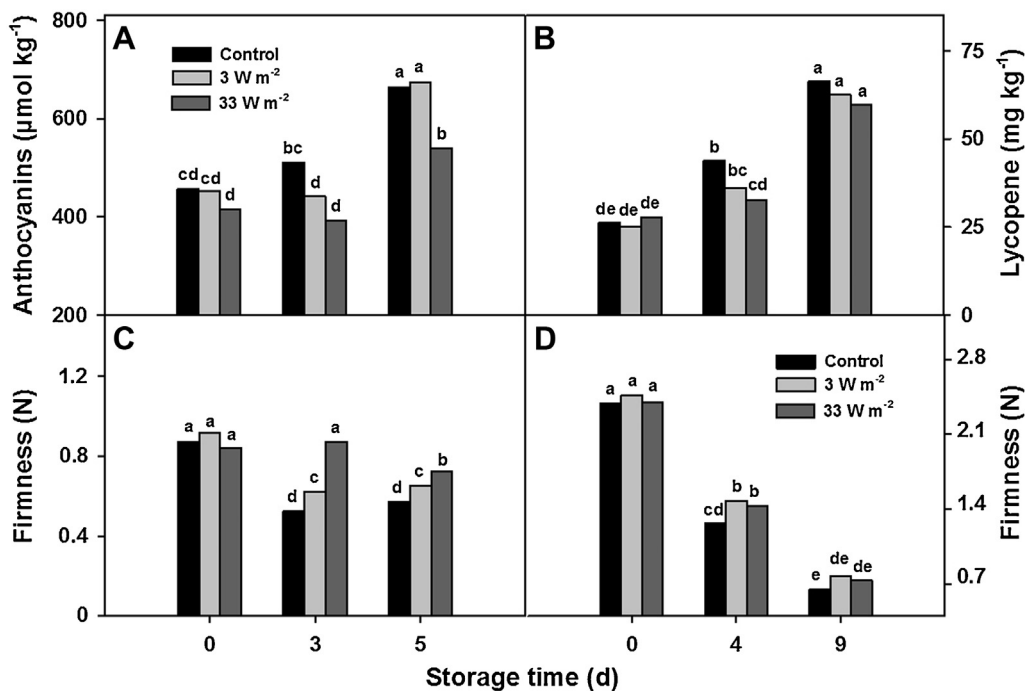 A
Control
3 W m⁻²
33 W m⁻²
Anthocyanins (μmol kg⁻¹)
800
600
400
200
cd cd d
bc d d
a a b
B
Lycopene (mg kg⁻¹)
75
50
25
0
de de de
b bc cd
a a a
C
Firmness (N)
1.2
0.8
0.4
0
a a a
d c a
d c b
0 3 5
D
Control
3 W m⁻²
33 W m⁻²
Firmness (N)
2.8
2.1
1.4
0.7
a a a
cd b b
e de de
0 4 9
Storage time (d)